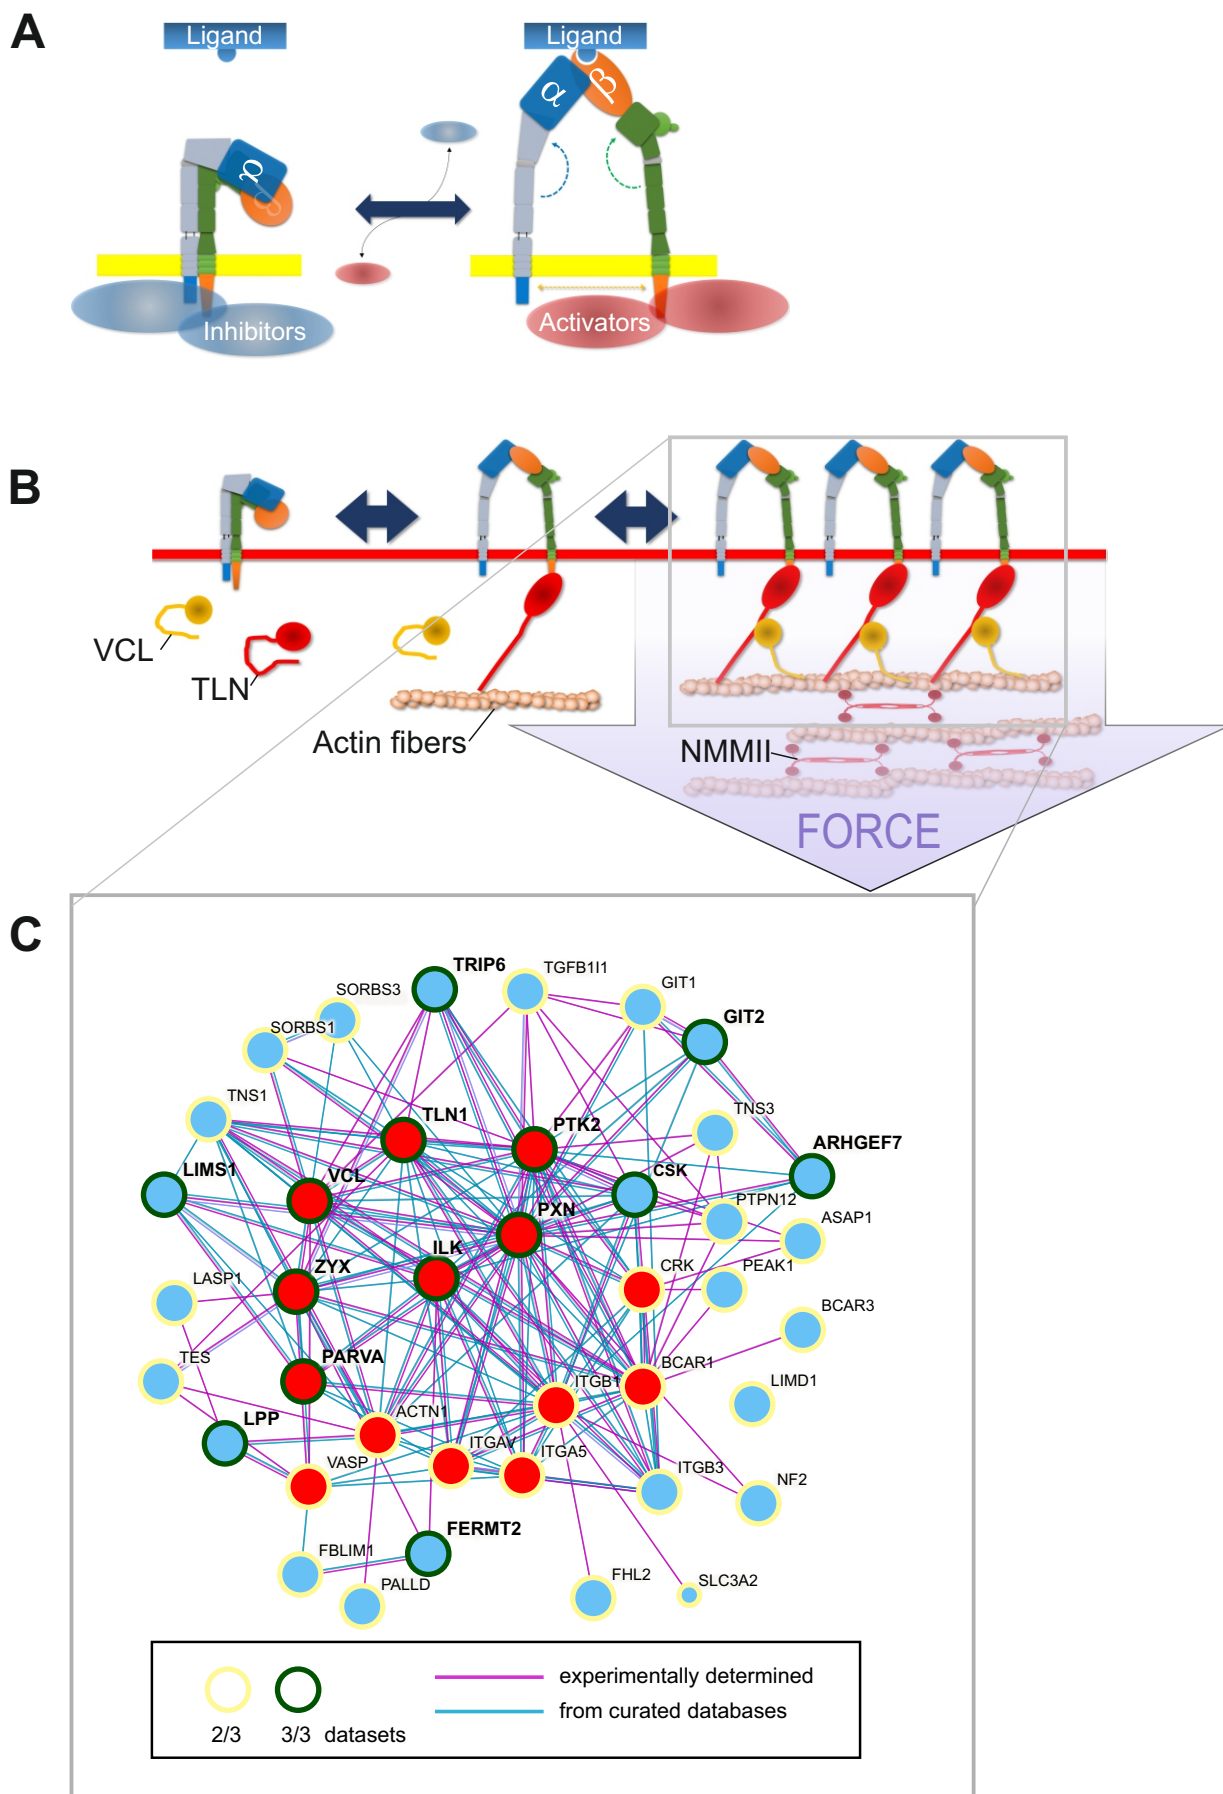 A
Ligand
Ligand
α
β
α
β
Inhibitors
Activators
B
VCL
TLN
Actin fibers
NMMII
FORCE
C
TRIP6
TGFB1I1
SORBS3
GIT1
GIT2
SORBS1
TNS1
TLN1
PTK2
TNS3
ARHGEF7
LIMS1
VCL
CSK
PXN
PTPN12
ASAP1
ILK
ZYX
CRK
PEAK1
LASP1
BCAR3
TES
PARVA
BCAR1
ITGB1
LIMD1
LPP
ACTN1
ITGAV
ITGA5
VASP
ITGB3
NF2
FERMT2
FBLIM1
PALLD
FHL2
SLC3A2
experimentally determined
from curated databases
2/3 3/3 datasets